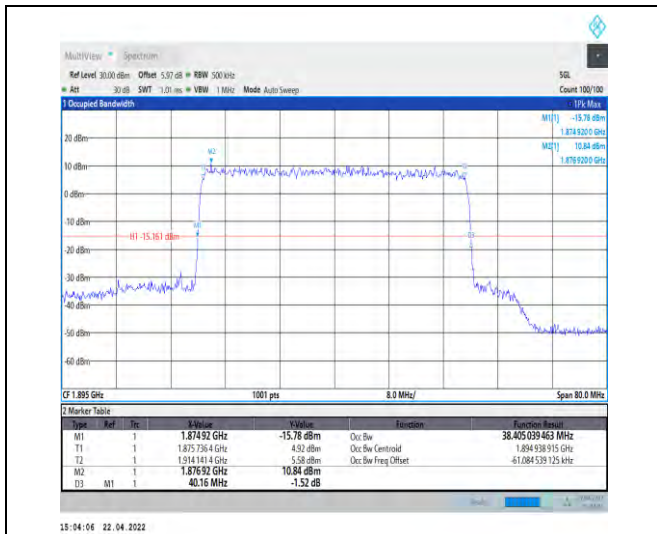 MultiView Spectrum
Ref Level 30.00 dBm Offset 5.97 dB RBW 500 kHz SGL
Att 30 dB SWT 1.01 ms VBW 1 MHz Mode Auto Sweep Count 100/100
1 Occupied Bandwidth 1Pk Max
M1[1] -15.78 dBm
1.874 9200 GHz
M2[1] 10.84 dBm
1.876 9200 GHz
M2
20 dBm
10 dBm
0 dBm
-10 dBm
M1
H1 -15.161 dBm
D3
-20 dBm
-30 dBm
-40 dBm
-50 dBm
-60 dBm
CF 1.895 GHz 1001 pts 8.0 MHz/ Span 80.0 MHz
2 Marker Table
Type Ref Trc X-Value Y-Value Function Function Result
M1 1 1.874 92 GHz -15.78 dBm Occ Bw 38.405 039 463 MHz
T1 1 1.875 736 4 GHz 4.92 dBm Occ Bw Centroid 1.894 938 915 GHz
T2 1 1.914 141 4 GHz 5.58 dBm Occ Bw Freq Offset -61.084 539 125 kHz
M2 1 1.876 92 GHz 10.84 dBm
D3 M1 1 40.16 MHz -1.52 dB
15:04:06 22.04.2022